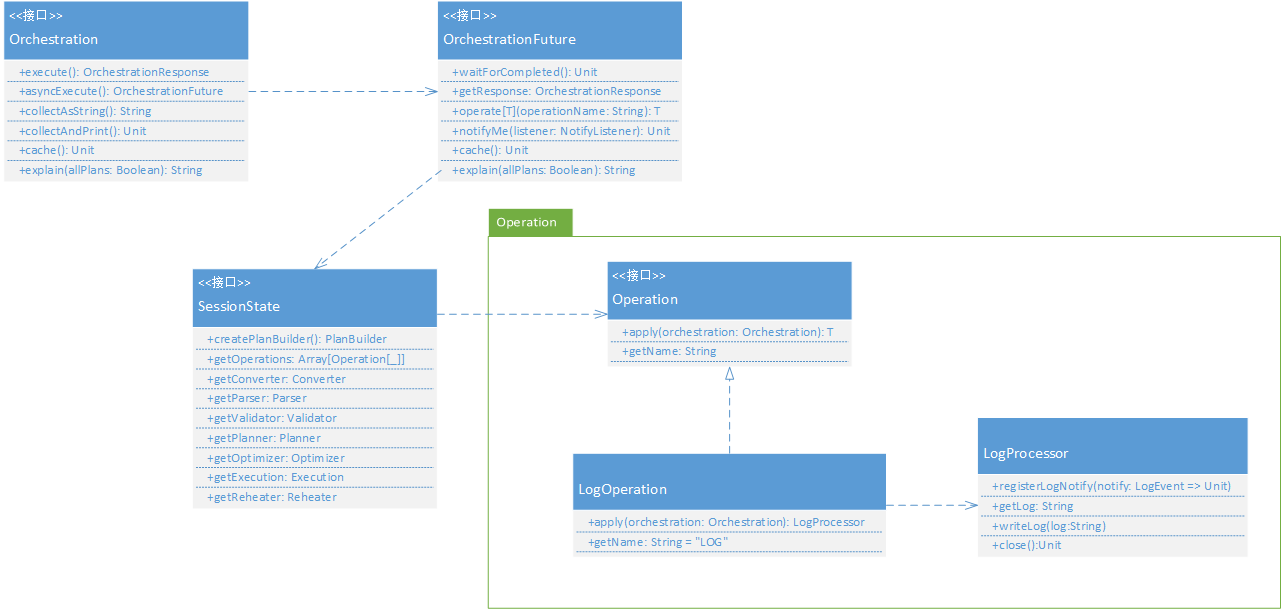 <<接口>>
Orchestration
+execute(): OrchestrationResponse
+asyncExecute(): OrchestrationFuture
+collectAsString(): String
+collectAndPrint(): Unit
+cache(): Unit
+explain(allPlans: Boolean): String
<<接口>>
OrchestrationFuture
+waitForCompleted(): Unit
+getResponse: OrchestrationResponse
+operate[T](operationName: String): T
+notifyMe(listener: NotifyListener): Unit
+cache(): Unit
+explain(allPlans: Boolean): String
<<接口>>
SessionState
+createPlanBuilder(): PlanBuilder
+getOperations: Array[Operation[_]]
+getConverter: Converter
+getParser: Parser
+getValidator: Validator
+getPlanner: Planner
+getOptimizer: Optimizer
+getExecution: Execution
+getReheater: Reheater
Operation
<<接口>>
Operation
+apply(orchestration: Orchestration): T
+getName: String
LogOperation
+apply(orchestration: Orchestration): LogProcessor
+getName: String = "LOG"
LogProcessor
+registerLogNotify(notify: LogEvent => Unit)
+getLog: String
+writeLog(log:String)
+close():Unit